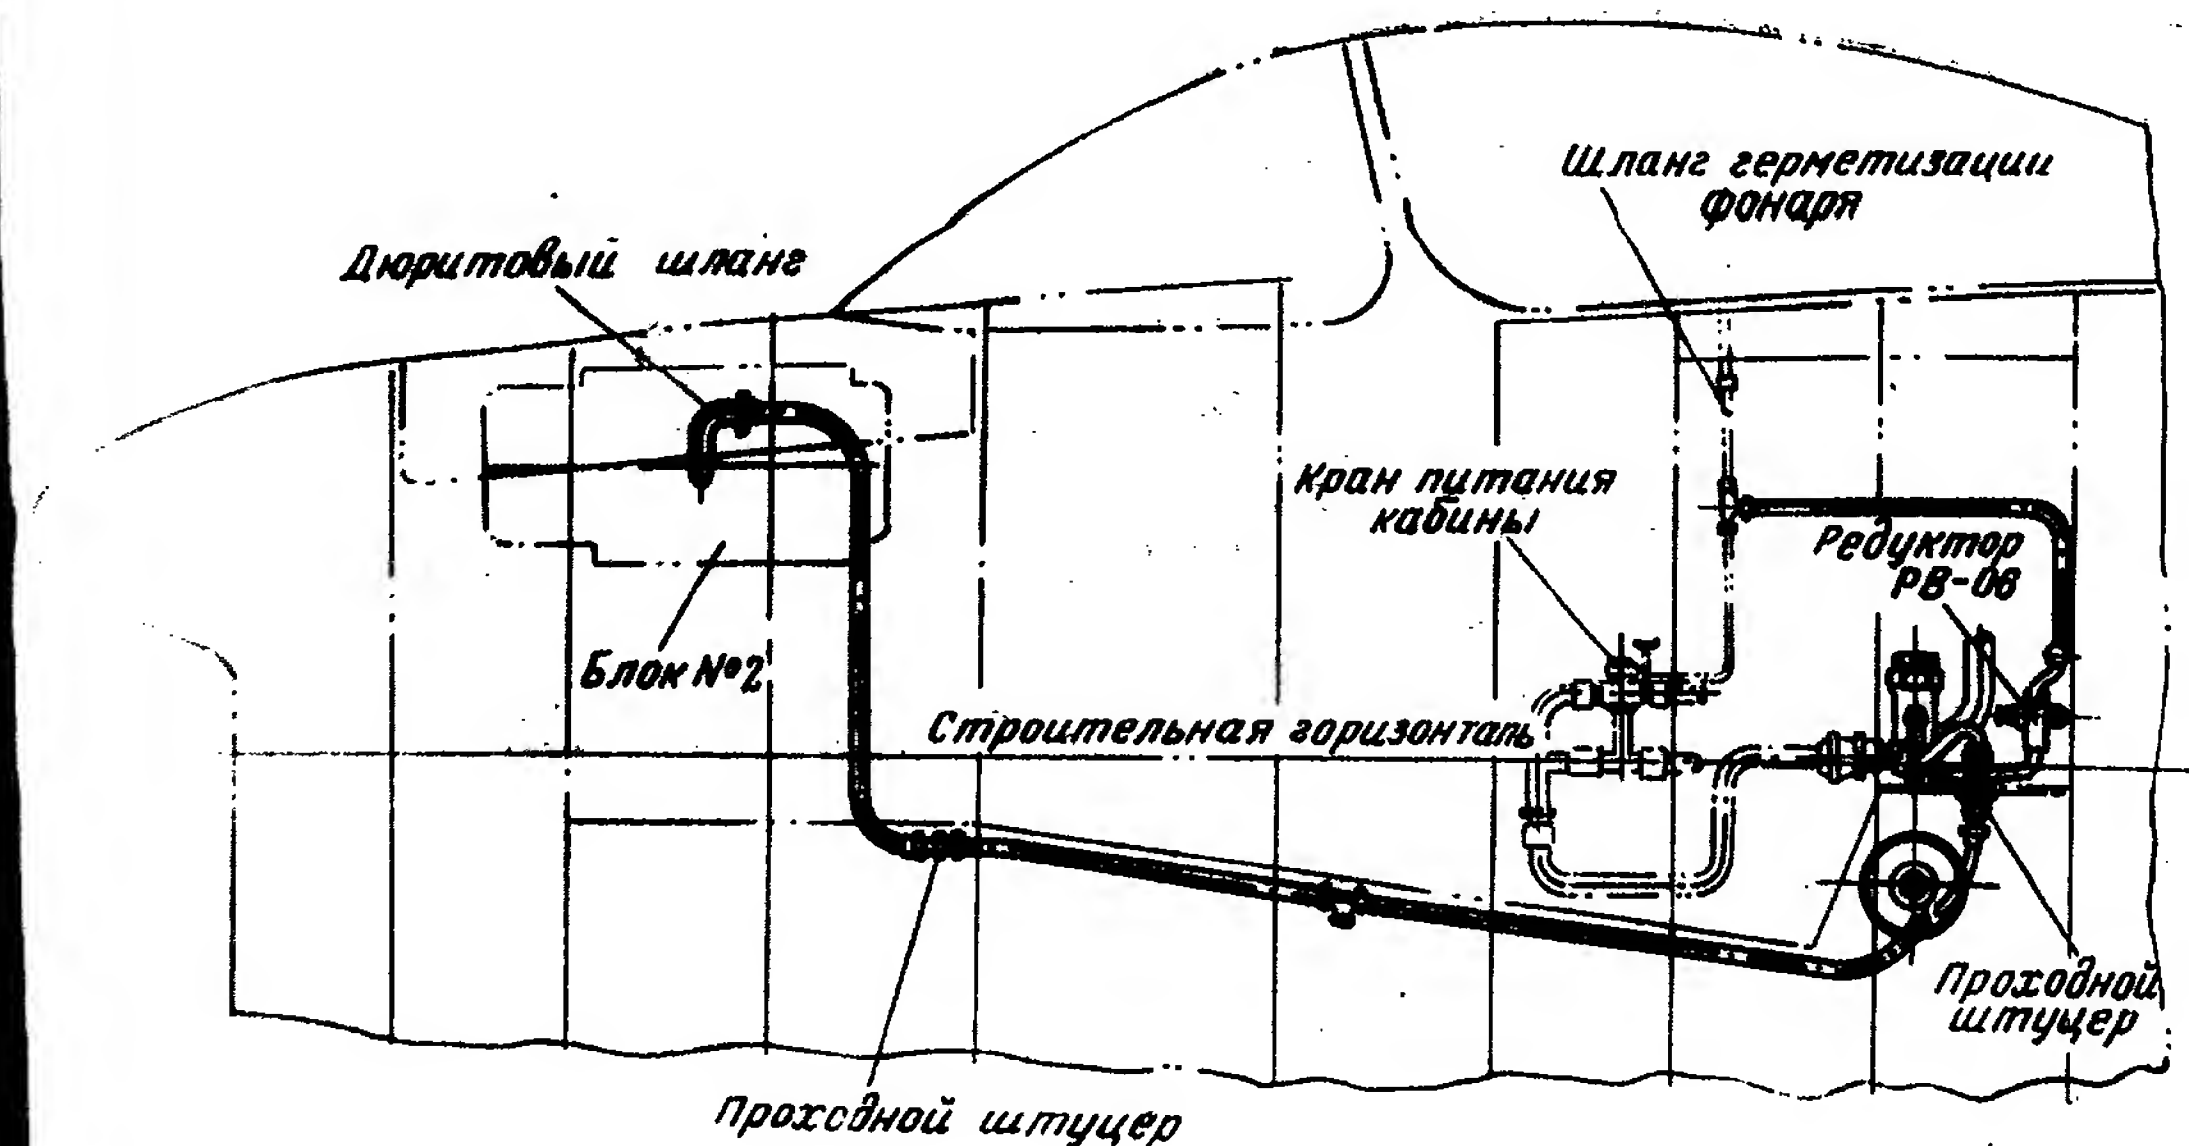 Шланг герметизации
фонаря
Дюритовый шланг
Кран питания
кабины
Редуктор
РВ-06
Блок №2
Строительная горизонталь
Проходной
штуцер
Проходной штуцер